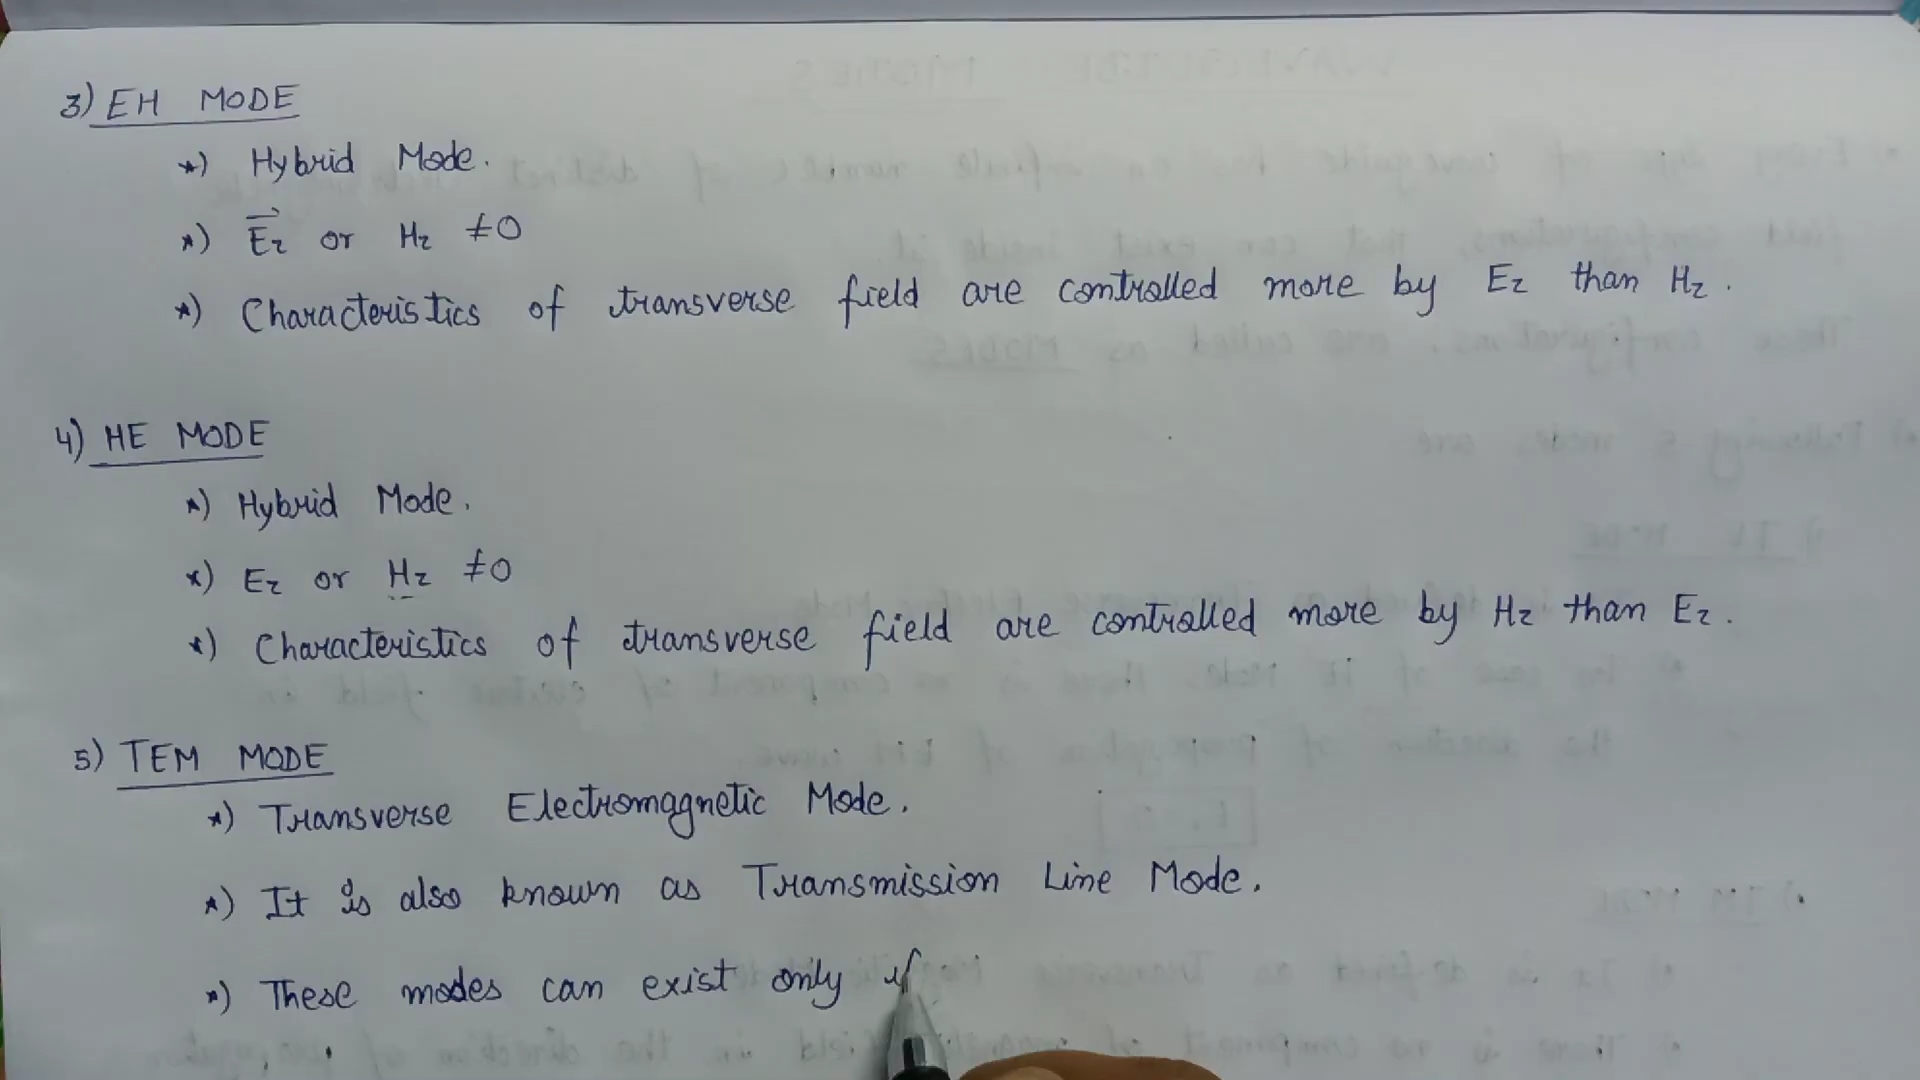 3) EH MODE
*) Hybrid Mode.
*) E⃗z or Hz ≠0
*) Characteristics of transverse field are controlled more by Ez than Hz.
4) HE MODE
*) Hybrid Mode.
*) Ez or Hz ≠0
*) Characteristics of transverse field are controlled more by Hz than Ez.
5) TEM MODE
*) Transverse Electromagnetic Mode.
*) It is also known as Transmission Line Mode.
*) These modes can exist only if